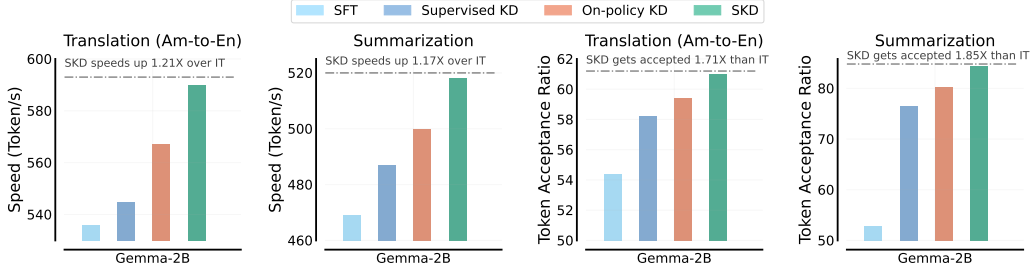 SFT Supervised KD On-policy KD SKD
Translation (Am-to-En)
SKD speeds up 1.21X over IT
Speed (Token/s)
600
580
560
540
Gemma-2B
Summarization
SKD speeds up 1.17X over IT
Speed (Token/s)
520
500
480
460
Gemma-2B
Translation (Am-to-En)
SKD gets accepted 1.71X than IT
Token Acceptance Ratio
62
60
58
56
54
52
50
Gemma-2B
Summarization
SKD gets accepted 1.85X than IT
Token Acceptance Ratio
80
70
60
50
Gemma-2B